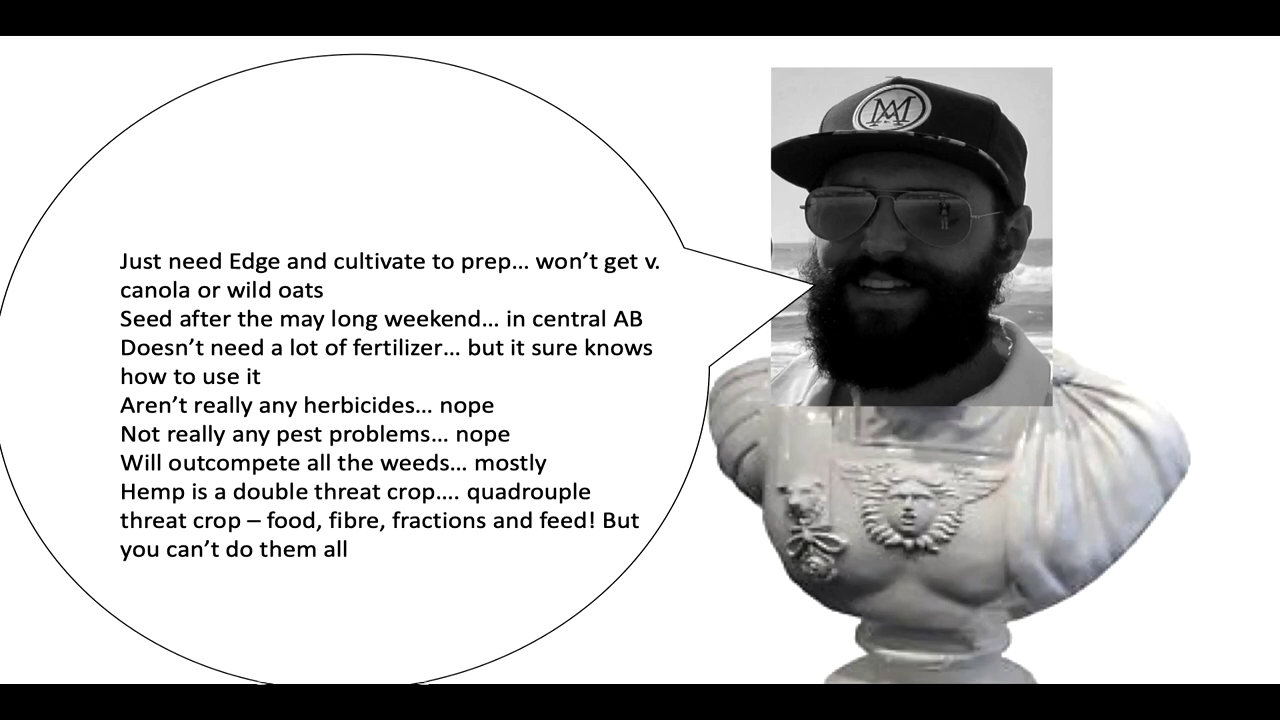 Just need Edge and cultivate to prep… won’t get v.
canola or wild oats
Seed after the may long weekend… in central AB
Doesn’t need a lot of fertilizer… but it sure knows
how to use it
Aren’t really any herbicides… nope
Not really any pest problems… nope
Will outcompete all the weeds… mostly
Hemp is a double threat crop…. quadrouple
threat crop – food, fibre, fractions and feed! But
you can’t do them all